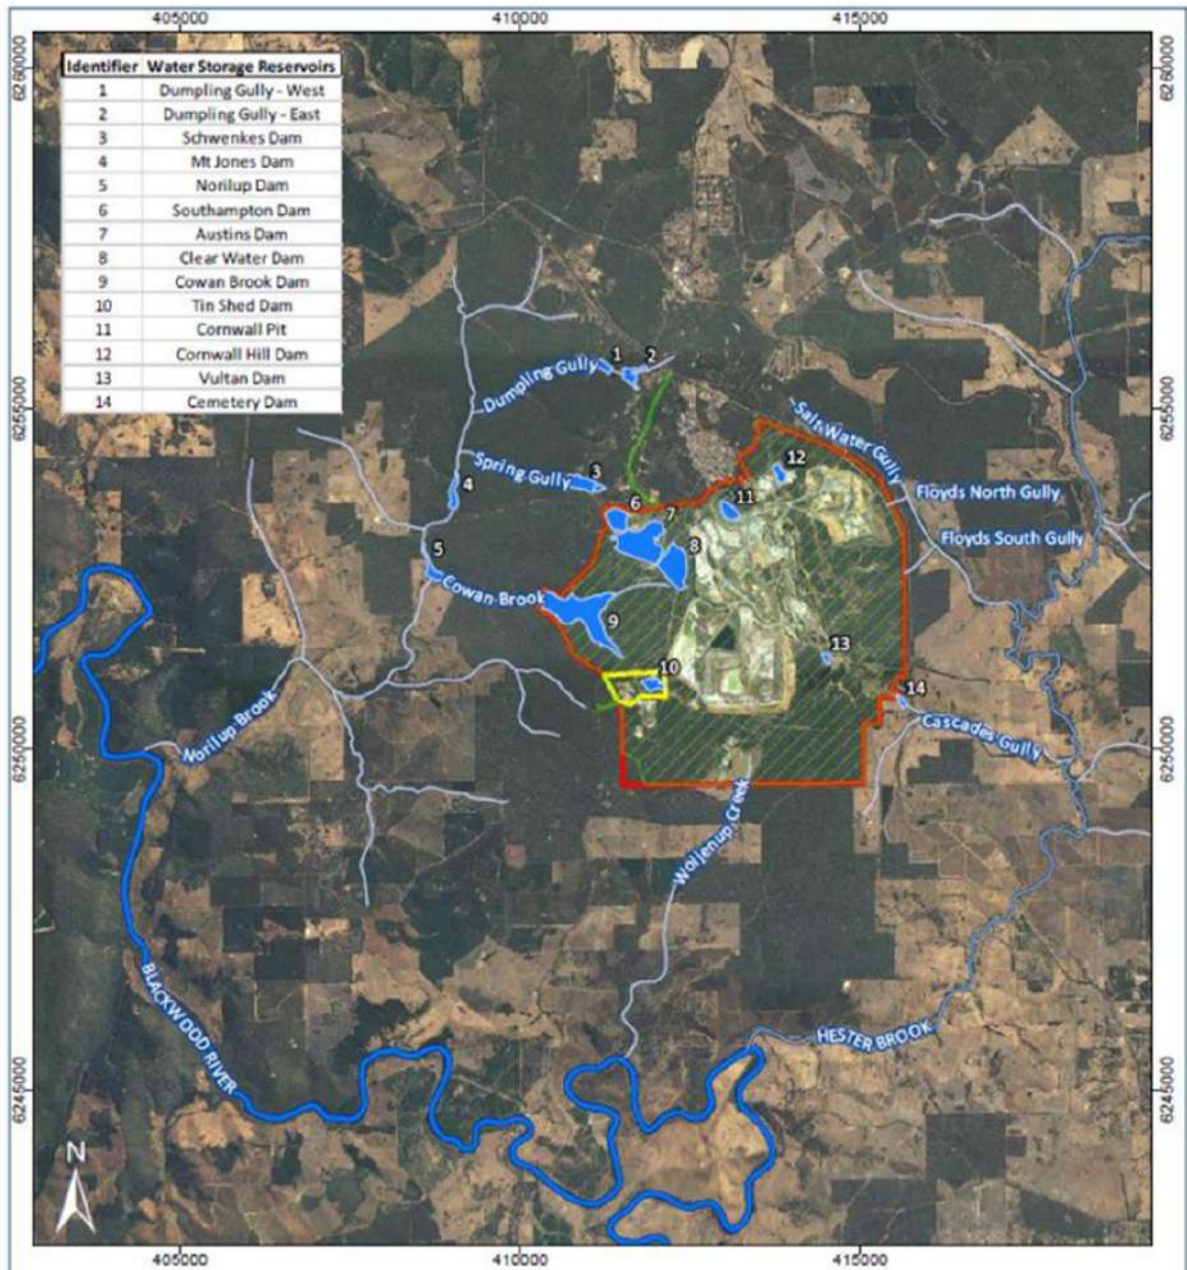 405000 410000 415000
6260000 6260000
Identifier Water Storage Reservoirs
1 Dumpling Gully - West
2 Dumpling Gully - East
3 Schwenkes Dam
4 Mt Jones Dam
5 Norilup Dam
6 Southampton Dam
7 Austins Dam
8 Clear Water Dam
9 Cowan Brook Dam
10 Tin Shed Dam
11 Cornwall Pit
12 Cornwall Hill Dam
13 Vultan Dam
14 Cemetery Dam
1 2
Dumpling Gully
6255000 6255000
Salt Water Gully
Spring Gully 3
12
4
Floyds North Gully
6 7 11
Floyds South Gully
5 8
Cowan Brook
9
13
10
14
Norilup Brook
Cascades Gully
6250000 6250000
Woljenup Creek
BLACKWOOD RIVER
HESTER BROOK
6245000 6245000
N
405000 410000 415000